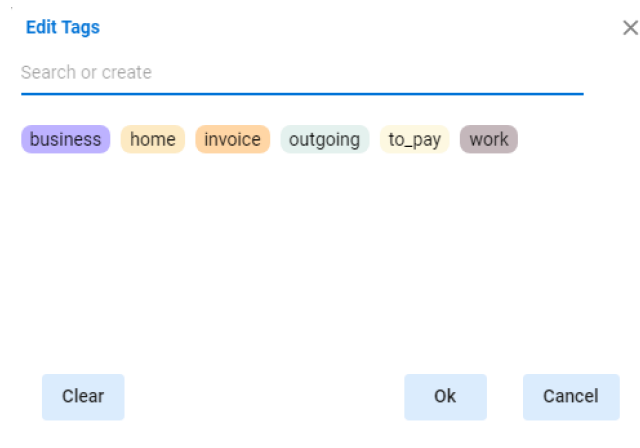 Edit Tags
Search or create
business home invoice outgoing to_pay work
Clear Ok Cancel